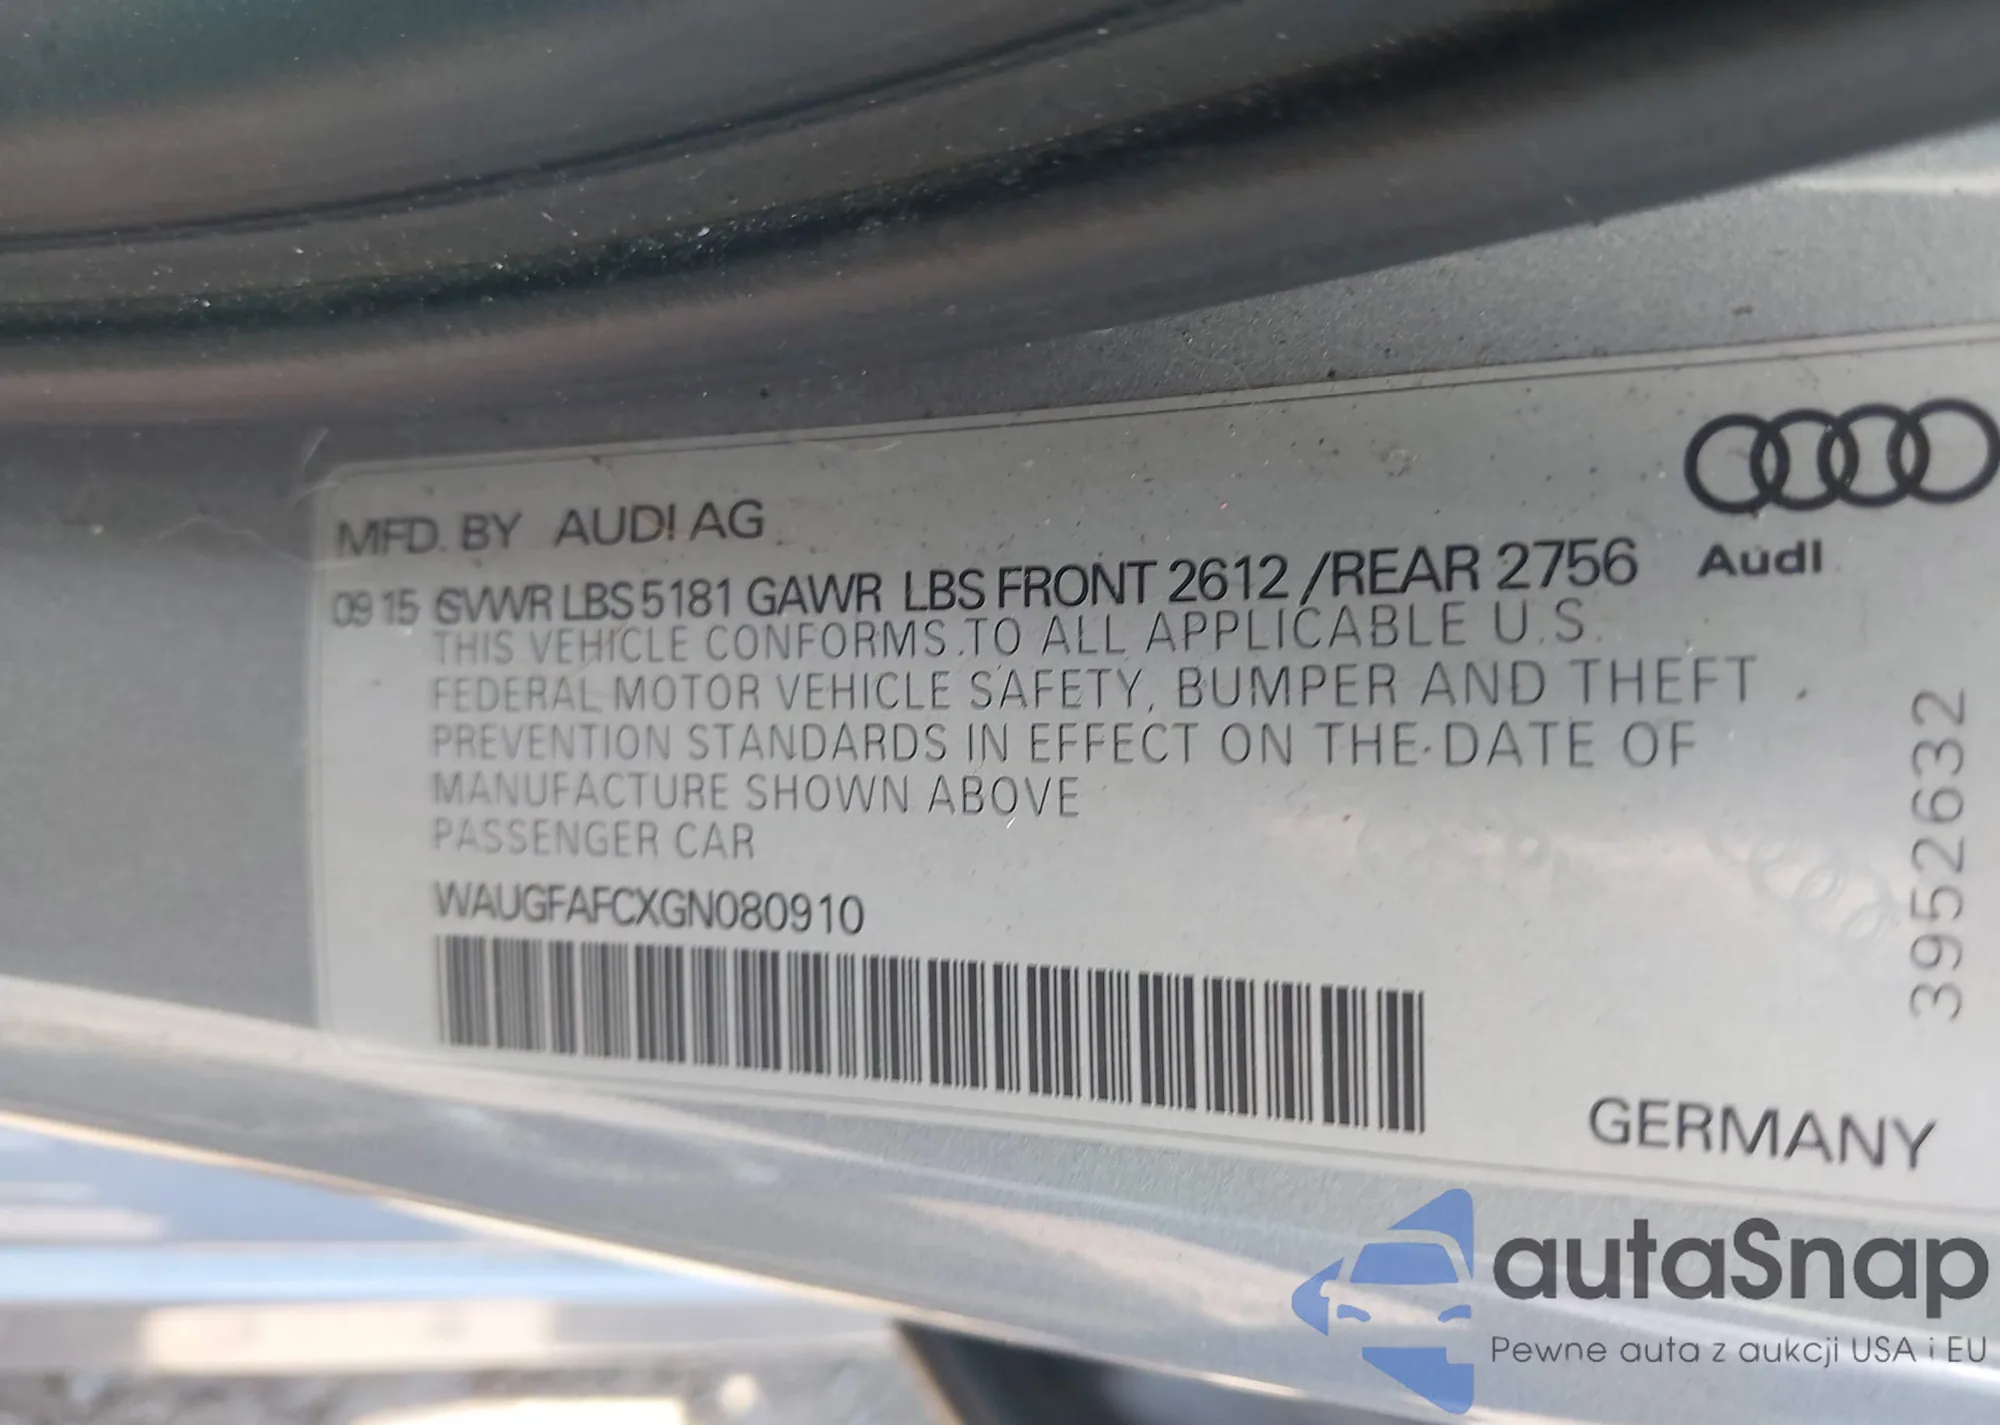 MFD. BY AUDI AG
09 15 GVWR LBS 5181 GAWR LBS FRONT 2612 /REAR 2756
Audi
THIS VEHICLE CONFORMS TO ALL APPLICABLE U.S.
FEDERAL MOTOR VEHICLE SAFETY, BUMPER AND THEFT
PREVENTION STANDARDS IN EFFECT ON THE DATE OF
MANUFACTURE SHOWN ABOVE
PASSENGER CAR
WAUGFAFCXGN080910
3952632
GERMANY
autaSnap
Pewne auta z aukcji USA i EU